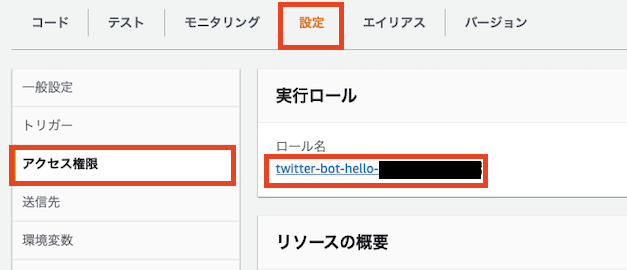 コード テスト モニタリング 設定 エイリアス バージョン
一般設定
トリガー
アクセス権限
送信先
環境変数
実行ロール
ロール名
twitter-bot-hello-
リソースの概要